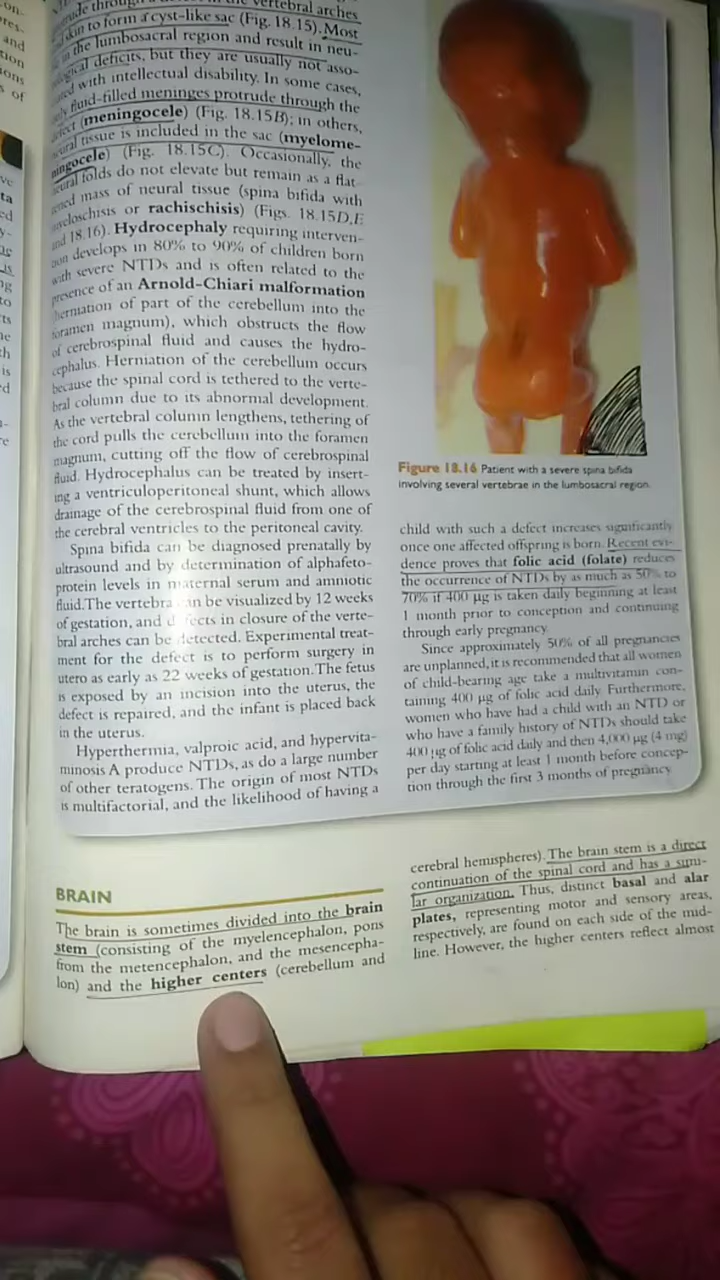 vertebral arches
skin to form a cyst-like sac (Fig. 18.15). Most
in the lumbosacral region and result in neu-
deficits, but they are usually not asso-
with intellectual disability. In some cases,
fluid-filled meninges protrude through the
(meningocele) (Fig. 18.15B); in others,
tissue is included in the sac (myelome-
ningocele) (Fig. 18.15C). Occasionally, the
folds do not elevate but remain as a flat-
mass of neural tissue (spina bifida with
or rachischisis) (Figs. 18.15D,E
and 18.16). Hydrocephaly requiring interven-
tion develops in 80% to 90% of children born
with severe NTDs and is often related to the
presence of an Arnold-Chiari malformation
herniation of part of the cerebellum into the
foramen magnum), which obstructs the flow
of cerebrospinal fluid and causes the hydro-
cephalus. Herniation of the cerebellum occurs
because the spinal cord is tethered to the verte-
bral column due to its abnormal development.
As the vertebral column lengthens, tethering of
the cord pulls the cerebellum into the foramen
magnum, cutting off the flow of cerebrospinal
fluid. Hydrocephalus can be treated by insert-
ing a ventriculoperitoneal shunt, which allows
drainage of the cerebrospinal fluid from one of
the cerebral ventricles to the peritoneal cavity.
Spina bifida can be diagnosed prenatally by
ultrasound and by determination of alphafeto-
protein levels in maternal serum and amniotic
fluid. The vertebra can be visualized by 12 weeks
of gestation, and defects in closure of the verte-
bral arches can be detected. Experimental treat-
ment for the defect is to perform surgery in
utero as early as 22 weeks of gestation. The fetus
is exposed by an incision into the uterus, the
defect is repaired, and the infant is placed back
in the uterus.
Hyperthermia, valproic acid, and hypervita-
minosis A produce NTDs, as do a large number
of other teratogens. The origin of most NTDs
is multifactorial, and the likelihood of having a
Figure 18.16 Patient with a severe spina bifida
involving several vertebrae in the lumbosacral region.
child with such a defect increases significantly
once one affected offspring is born. Recent evi-
dence proves that folic acid (folate) reduces
the occurrence of NTDs by as much as 50% to
70% if 400 μg is taken daily beginning at least
1 month prior to conception and continuing
through early pregnancy.
Since approximately 50% of all pregnancies
are unplanned, it is recommended that all women
of child-bearing age take a multivitamin con-
taining 400 μg of folic acid daily. Furthermore,
women who have had a child with an NTD or
who have a family history of NTDs should take
400 μg of folic acid daily and then 4,000 μg (4 mg)
per day starting at least 1 month before concep-
tion through the first 3 months of pregnancy.
BRAIN
The brain is sometimes divided into the brain
stem (consisting of the myelencephalon, pons
from the metencephalon, and the mesencepha-
lon) and the higher centers (cerebellum and
cerebral hemispheres). The brain stem is a direct
continuation of the spinal cord and has a simi-
lar organization. Thus, distinct basal and alar
plates, representing motor and sensory areas,
respectively, are found on each side of the mid-
line. However, the higher centers reflect almost